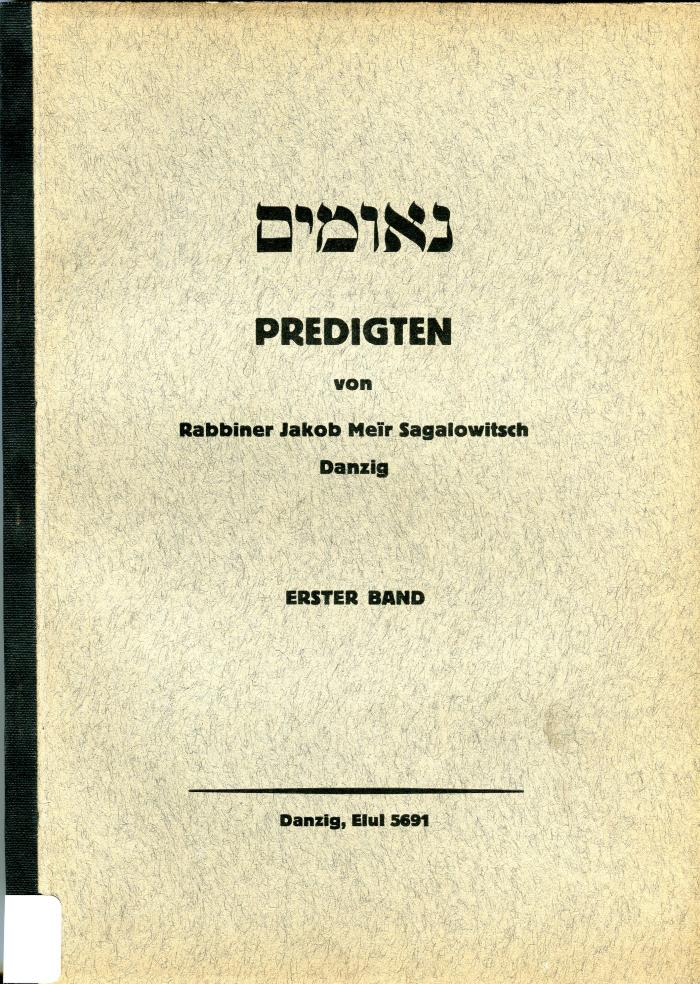 נאומים
PREDIGTEN
von
Rabbiner Jakob Meïr Sagalowitsch
Danzig
ERSTER BAND
Danzig, Elul 5691